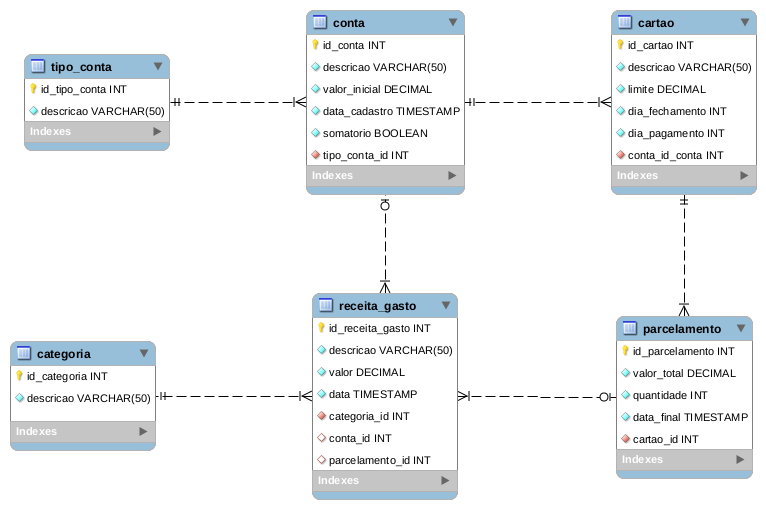 tipo_conta
id_tipo_conta INT
descricao VARCHAR(50)
Indexes
conta
id_conta INT
descricao VARCHAR(50)
valor_inicial DECIMAL
data_cadastro TIMESTAMP
somatorio BOOLEAN
tipo_conta_id INT
Indexes
cartao
id_cartao INT
descricao VARCHAR(50)
limite DECIMAL
dia_fechamento INT
dia_pagamento INT
conta_id_conta INT
Indexes
categoria
id_categoria INT
descricao VARCHAR(50)
Indexes
receita_gasto
id_receita_gasto INT
descricao VARCHAR(50)
valor DECIMAL
data TIMESTAMP
categoria_id INT
conta_id INT
parcelamento_id INT
Indexes
parcelamento
id_parcelamento INT
valor_total DECIMAL
quantidade INT
data_final TIMESTAMP
cartao_id INT
Indexes